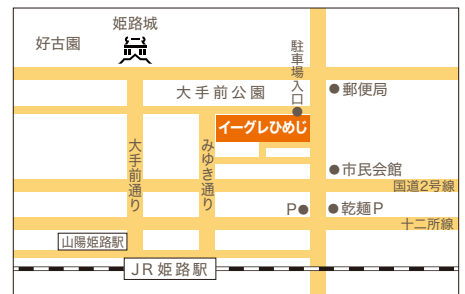 姫路城
好古園
駐車場入口
大手前公園
郵便局
イーグレひめじ
大手前通り
みゆき通り
市民会館
国道2号線
P
乾麺P
十二所線
山陽姫路駅
JR姫路駅